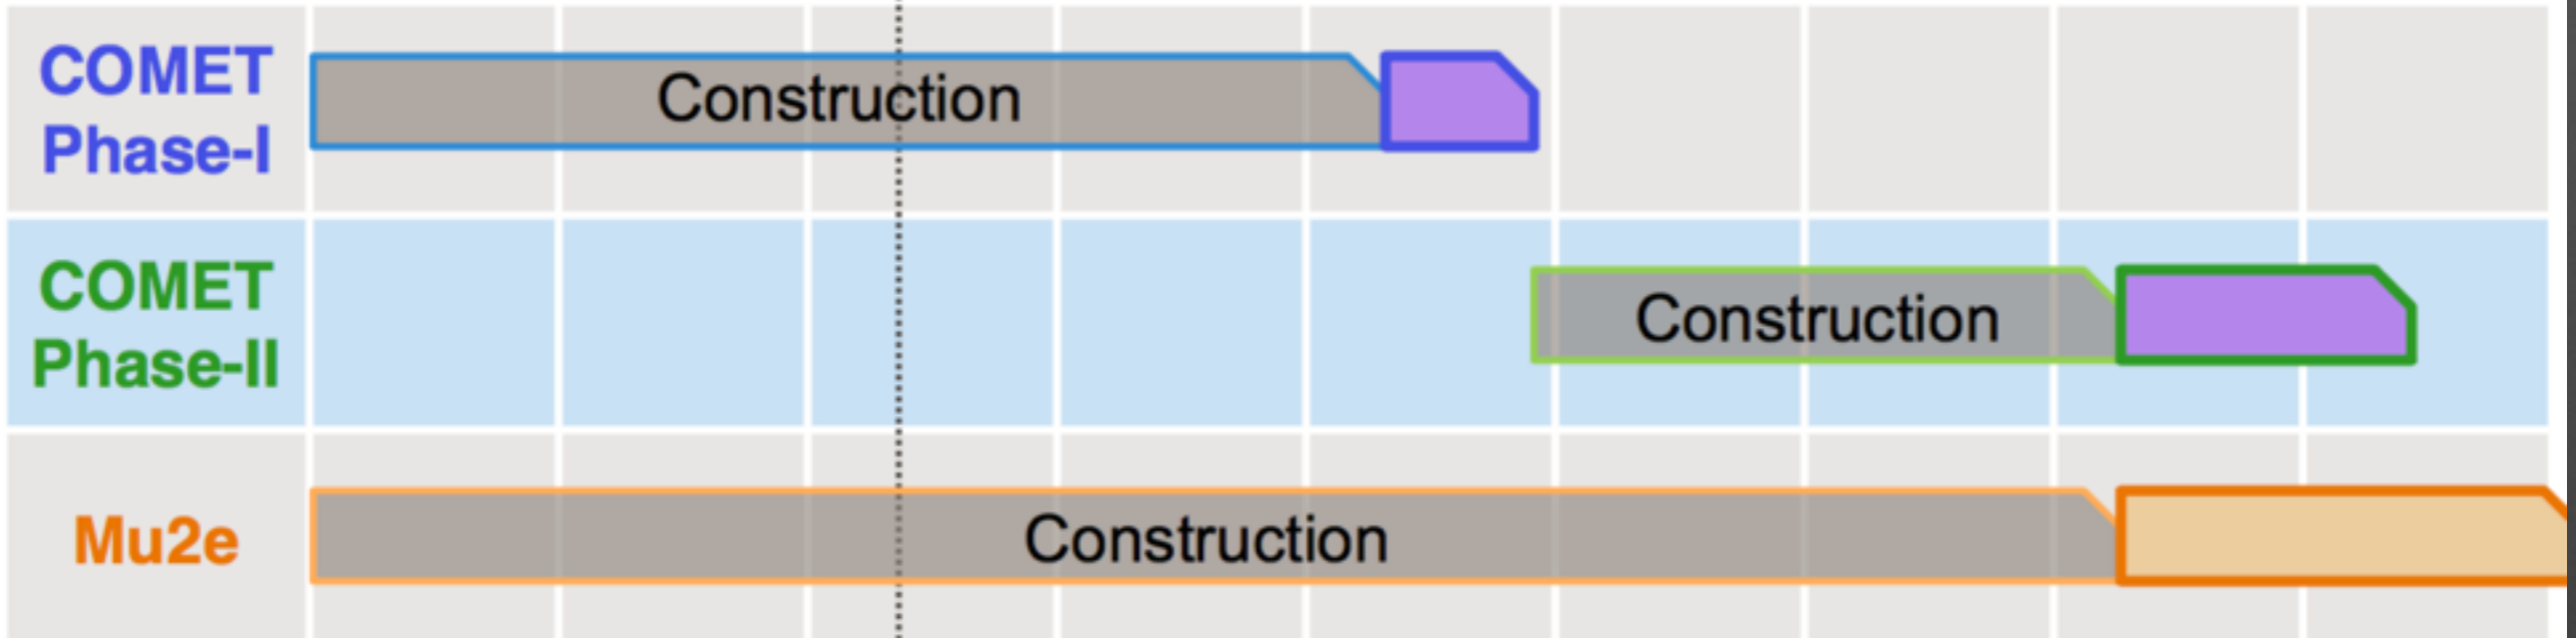 COMET
Phase-I
Construction
COMET
Phase-II
Construction
Mu2e
Construction